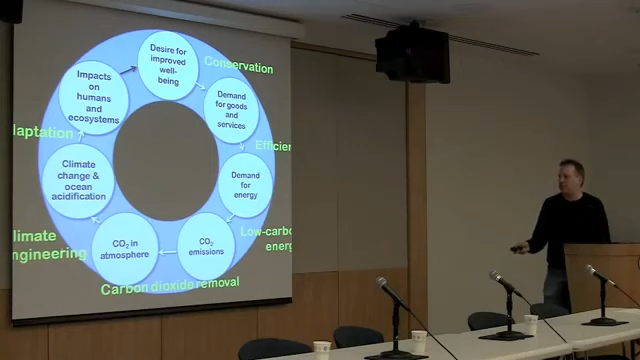 Desire for
improved well-
being
Conservation
Demand
for goods
and
services
Efficien
Demand
for
energy
Low-carbo
energ
CO₂
emissions
Carbon dioxide removal
CO₂ in
atmosphere
limate
ngineering
Climate
change &
ocean
acidification
daptation
Impacts
on
humans
and
ecosystems